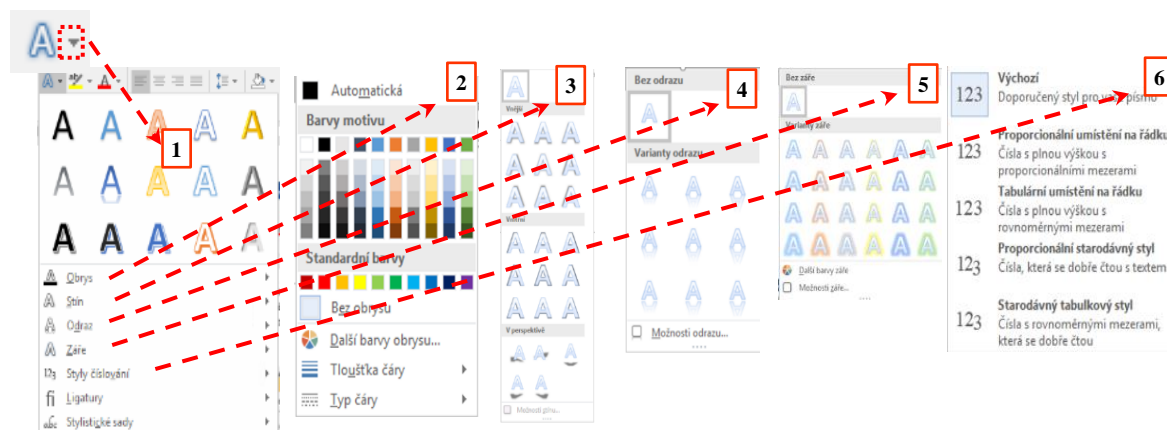 A
1
Obrys
Stín
Odraz
Záře
Styly číslování
Ligatury
Stylistické sady
2
Automatická
Barvy motivu
Standardní barvy
Bez obrysu
Další barvy obrysu...
Tloušťka čáry
Typ čáry
3
Vnější
Vnitřní
V perspektivě
Možnosti stínu...
4
Bez odrazu
Varianty odrazu
Možnosti odrazu...
5
Bez záře
Varianty záře
Další barvy záře
Možnosti záře...
6
123 Výchozí
Doporučený styl pro vaše písmo
123 Proporcionální umístění na řádku
Čísla s plnou výškou s
proporcionálními mezerami
123 Tabulární umístění na řádku
Čísla s plnou výškou s
rovnoměrnými mezerami
123 Proporcionální starodávný styl
Čísla, která se dobře čtou s textem
123 Starodávný tabulkový styl
Čísla s rovnoměrnými mezerami,
která se dobře čtou